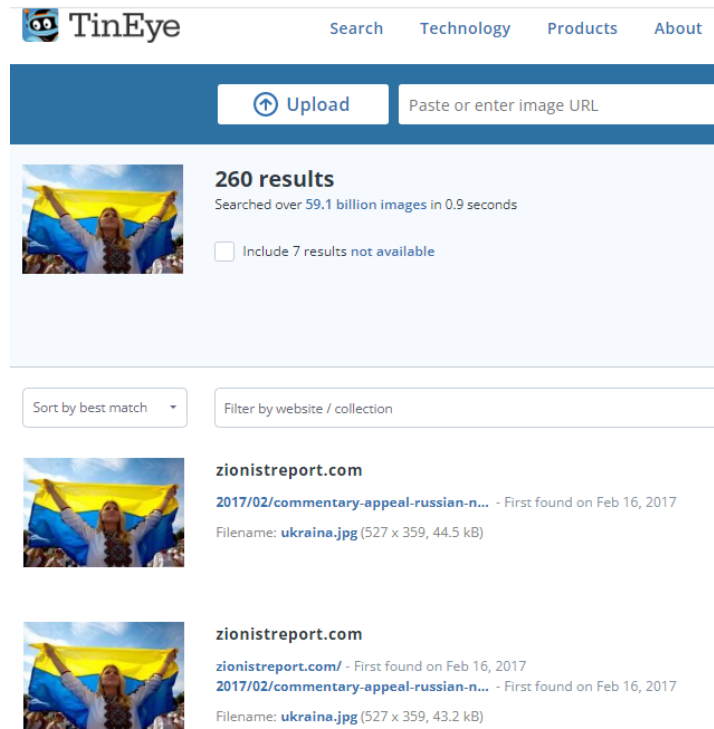 TinEye
Search Technology Products About
Upload Paste or enter image URL
260 results
Searched over 59.1 billion images in 0.9 seconds
Include 7 results not available
Sort by best match Filter by website / collection
zionistreport.com
2017/02/commentary-appeal-russian-n... - First found on Feb 16, 2017
Filename: ukraina.jpg (527 x 359, 44.5 kB)
zionistreport.com
zionistreport.com/ - First found on Feb 16, 2017
2017/02/commentary-appeal-russian-n... - First found on Feb 16, 2017
Filename: ukraina.jpg (527 x 359, 43.2 kB)